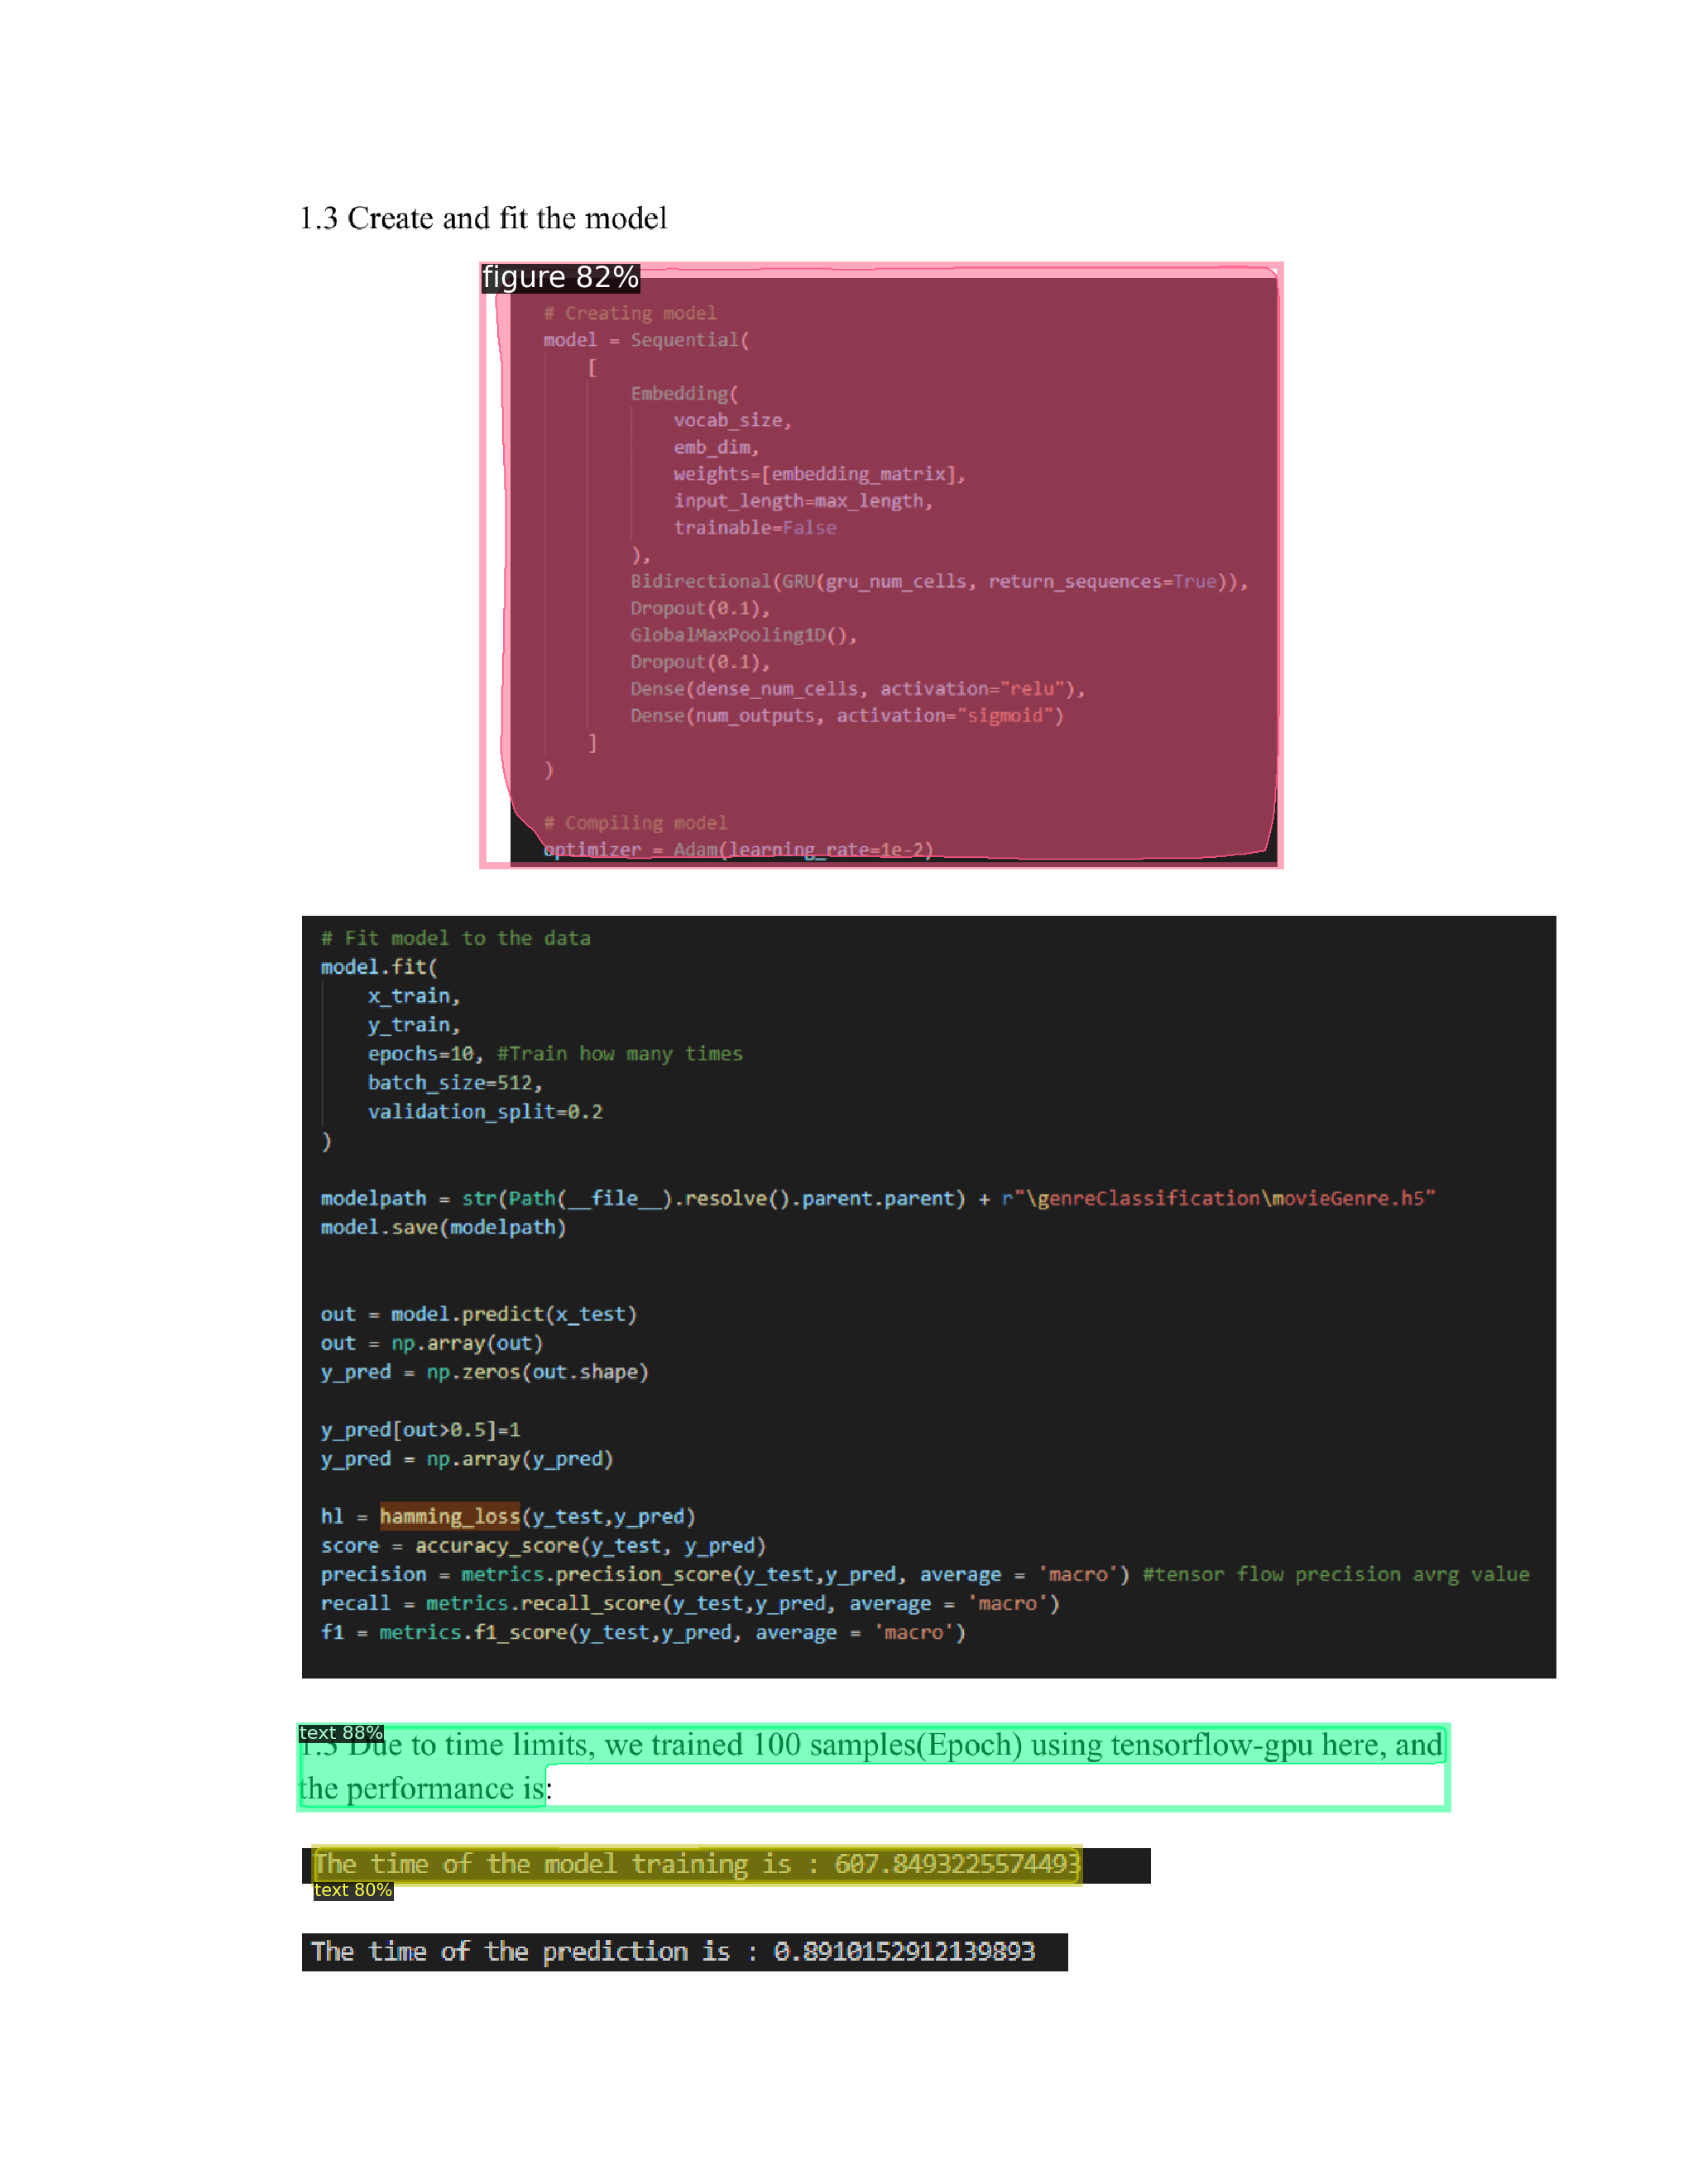 1.3 Create and fit the model
figure 82%
# Creating model
model = Sequential(
[
Embedding(
vocab_size,
emb_dim,
weights=[embedding_matrix],
input_length=max_length,
trainable=False
),
Bidirectional(GRU(gru_num_cells, return_sequences=True)),
Dropout(0.1),
GlobalMaxPooling1D(),
Dropout(0.1),
Dense(dense_num_cells, activation="relu"),
Dense(num_outputs, activation="sigmoid")
]
)
# Compiling model
optimizer = Adam(learning_rate=1e-2)
# Fit model to the data
model.fit(
x_train,
y_train,
epochs=10, #Train how many times
batch_size=512,
validation_split=0.2
)
modelpath = str(Path(__file__).resolve().parent.parent) + r"\genreClassification\movieGenre.h5"
model.save(modelpath)
out = model.predict(x_test)
out = np.array(out)
y_pred = np.zeros(out.shape)
y_pred[out>0.5]=1
y_pred = np.array(y_pred)
hl = hamming_loss(y_test,y_pred)
score = accuracy_score(y_test, y_pred)
precision = metrics.precision_score(y_test,y_pred, average = 'macro') #tensor flow precision avrg value
recall = metrics.recall_score(y_test,y_pred, average = 'macro')
f1 = metrics.f1_score(y_test,y_pred, average = 'macro')
text 88%
1.3 Due to time limits, we trained 100 samples(Epoch) using tensorflow-gpu here, and
the performance is:
The time of the model training is : 607.8493225574493
text 80%
The time of the prediction is : 0.8910152912139893